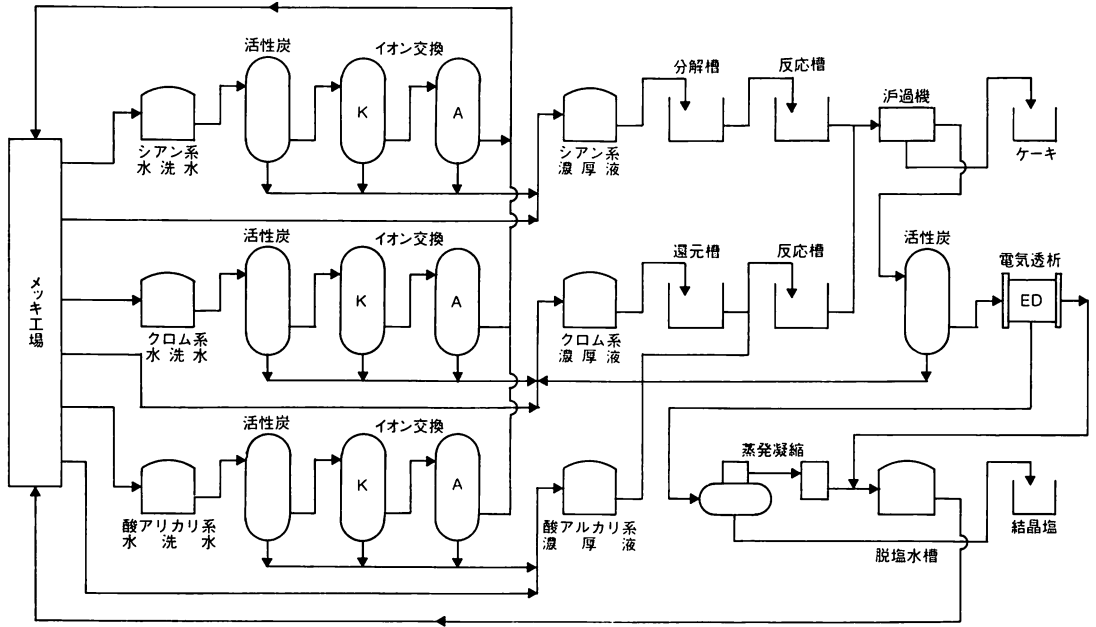 活性炭
イオン交換
K
A
シアン系
水洗水
シアン系
濃厚液
分解槽
反応槽
沪過機
ケーキ
メッキ工場
活性炭
イオン交換
K
A
クロム系
水洗水
クロム系
濃厚液
還元槽
反応槽
活性炭
電気透析
ED
活性炭
イオン交換
K
A
酸アリカリ系
水洗水
酸アルカリ系
濃厚液
蒸発凝縮
脱塩水槽
結晶塩